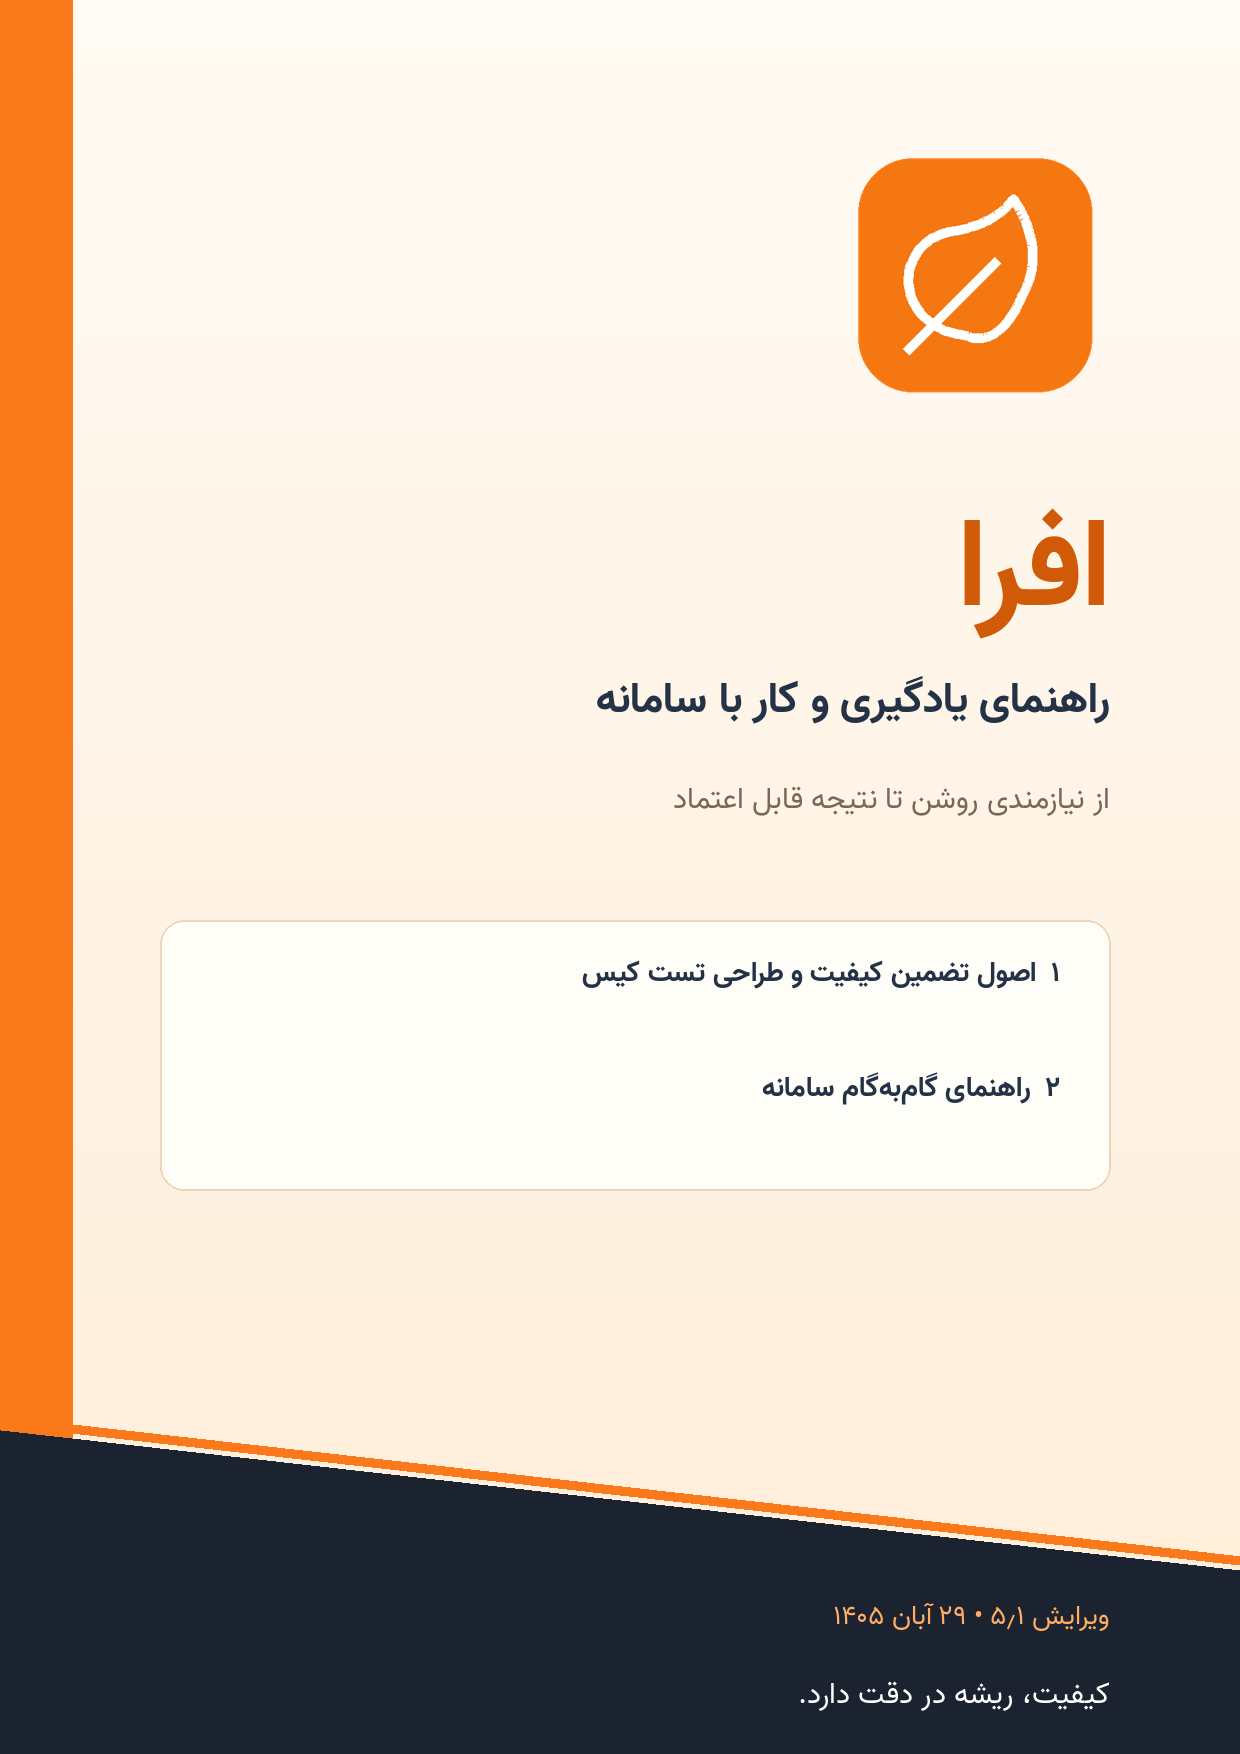 افرا
راهنمای یادگیری و کار با سامانه
از نیازمندی روشن تا نتیجه قابل اعتماد
۱ اصول تضمین کیفیت و طراحی تست کیس
۲ راهنمای گام‌به‌گام سامانه
ویرایش ۵٫۱ • ۲۹ آبان ۱۴۰۵
کیفیت، ریشه در دقت دارد.